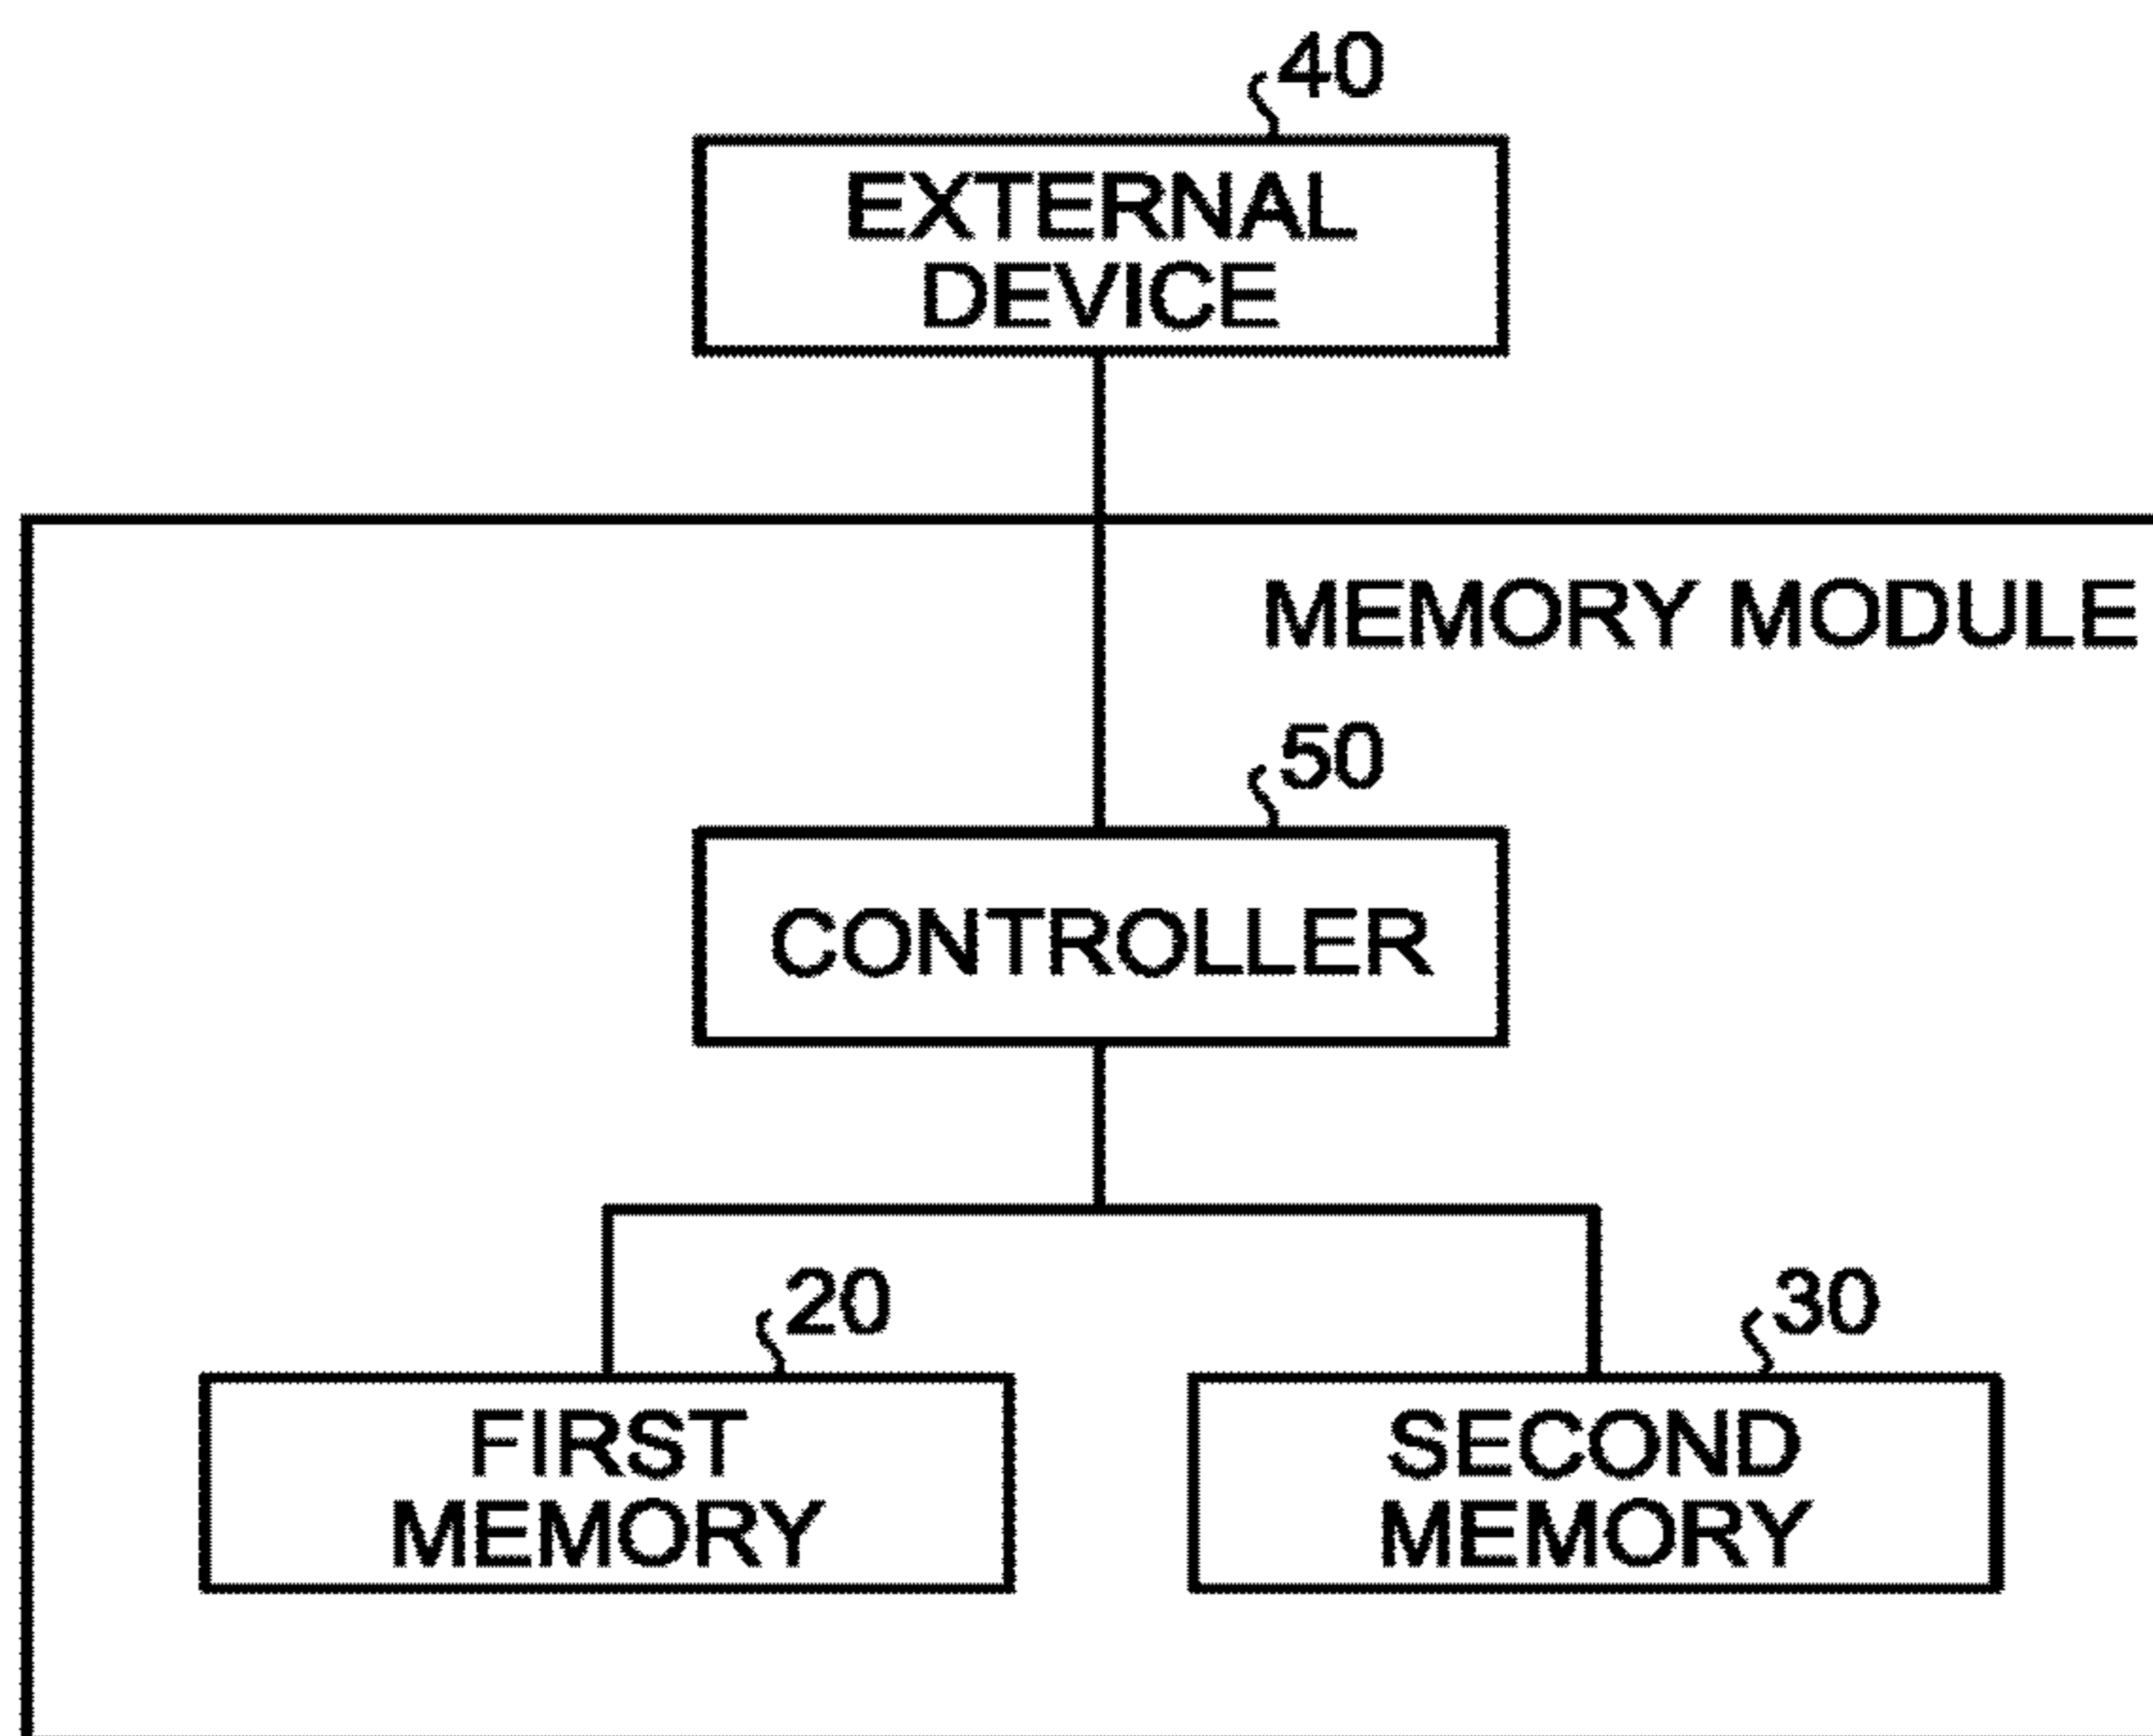 40
EXTERNAL
DEVICE
MEMORY MODULE
50
CONTROLLER
20
30
FIRST
MEMORY
SECOND
MEMORY